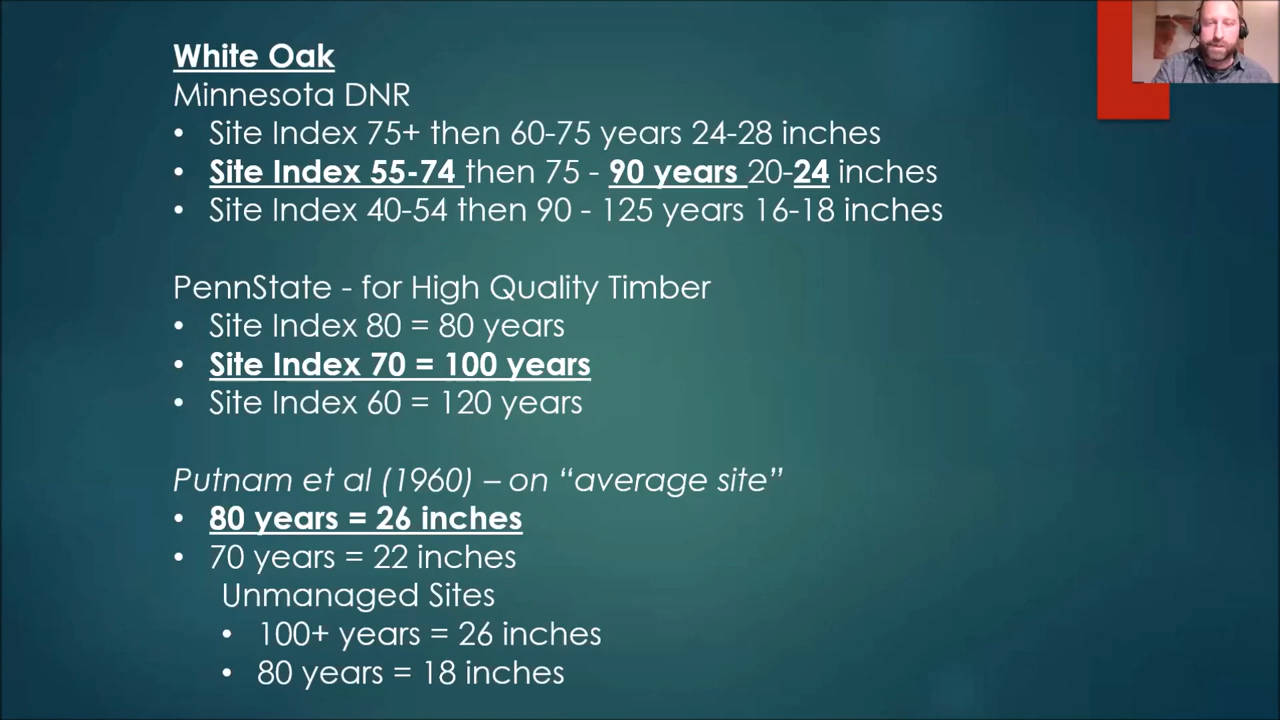 White Oak
Minnesota DNR
• Site Index 75+ then 60-75 years 24-28 inches
• Site Index 55-74 then 75 - 90 years 20-24 inches
• Site Index 40-54 then 90 - 125 years 16-18 inches
PennState - for High Quality Timber
• Site Index 80 = 80 years
• Site Index 70 = 100 years
• Site Index 60 = 120 years
Putnam et al (1960) – on “average site”
• 80 years = 26 inches
• 70 years = 22 inches
Unmanaged Sites
• 100+ years = 26 inches
• 80 years = 18 inches